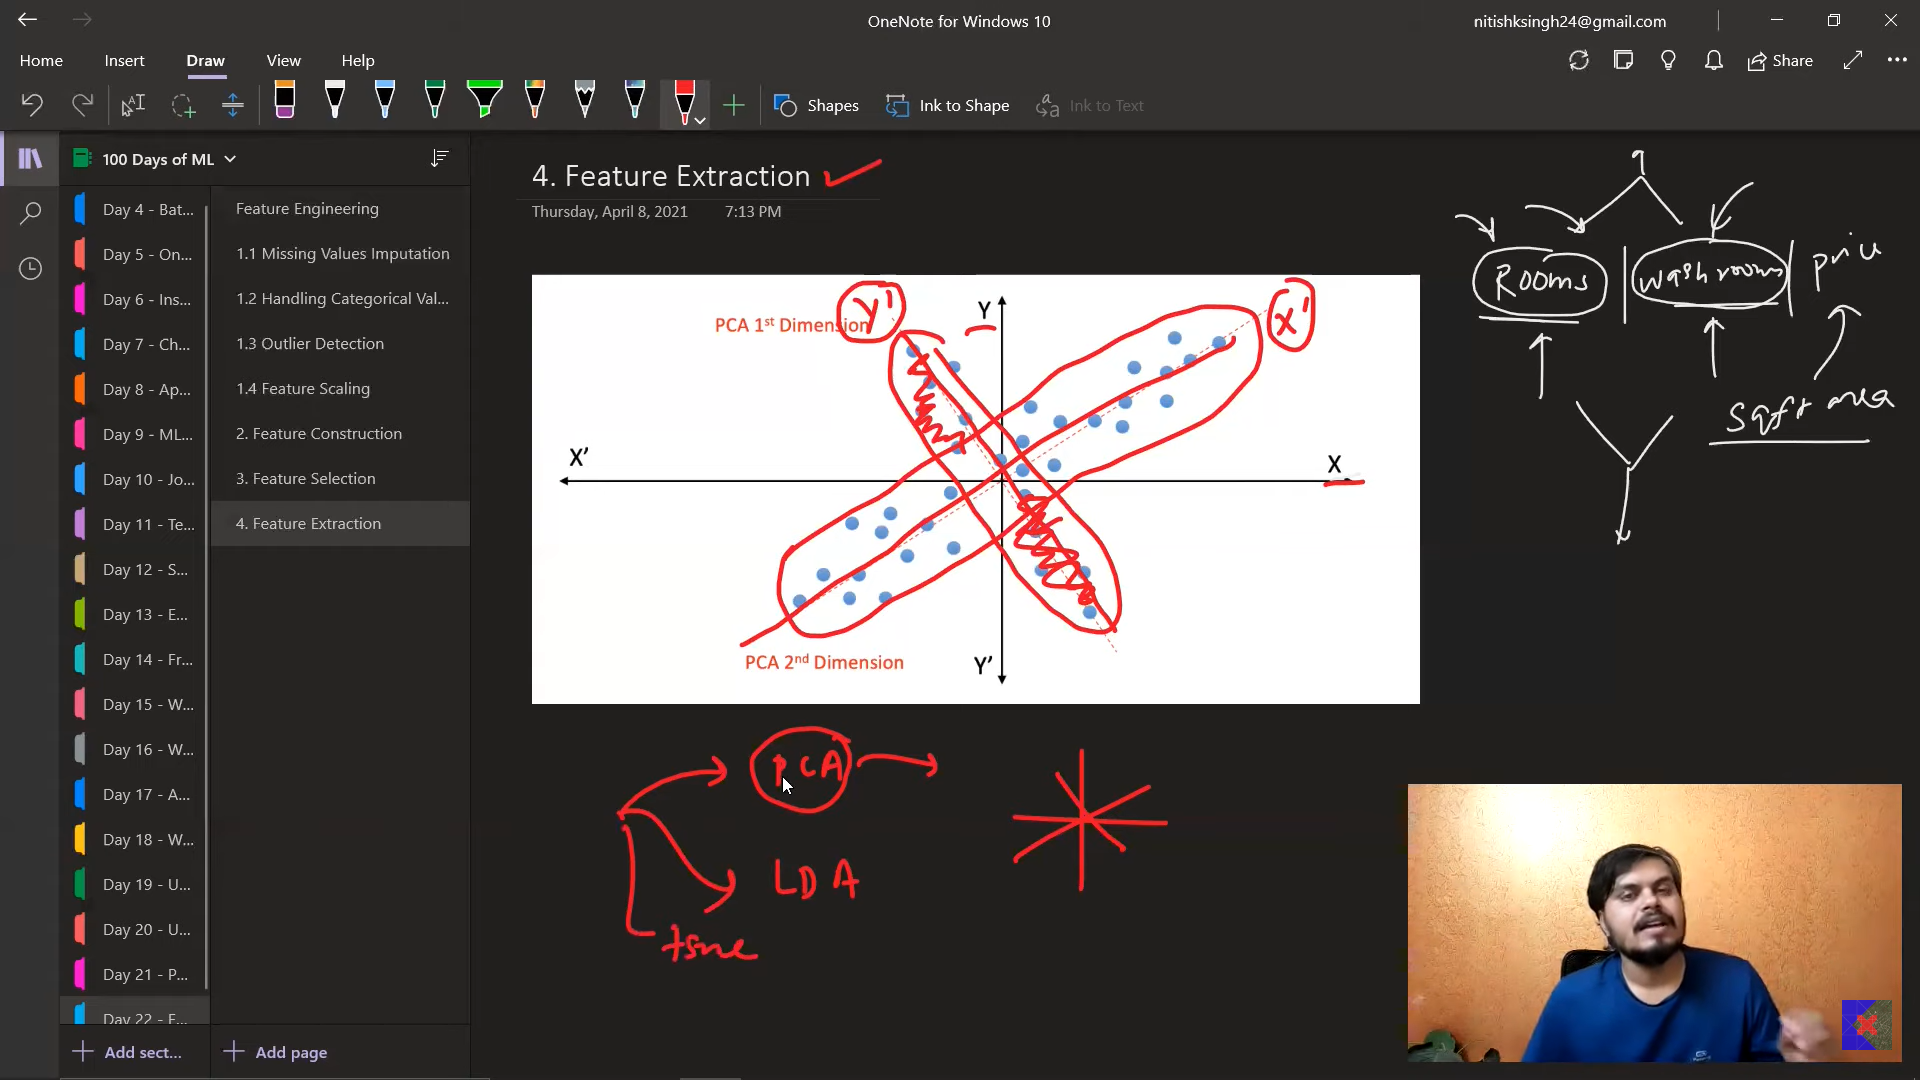 OneNote for Windows 10
nitishksingh24@gmail.com
Home
Insert
Draw
View
Help
Share
Shapes
Ink to Shape
Ink to Text
100 Days of ML
Day 4 - Bat...
Day 5 - On...
Day 6 - Ins...
Day 7 - Ch...
Day 8 - Ap...
Day 9 - ML...
Day 10 - Jo...
Day 11 - Te...
Day 12 - S...
Day 13 - E...
Day 14 - Fr...
Day 15 - W...
Day 16 - W...
Day 17 - A...
Day 18 - W...
Day 19 - U...
Day 20 - U...
Day 21 - P...
Day 22 - F...
Add sect...
Feature Engineering
1.1 Missing Values Imputation
1.2 Handling Categorical Val...
1.3 Outlier Detection
1.4 Feature Scaling
2. Feature Construction
3. Feature Selection
4. Feature Extraction
Add page
4. Feature Extraction
Thursday, April 8, 2021 7:13 PM
PCA 1st Dimension
Y'
Y
X'
X'
X
PCA 2nd Dimension
Y'
PCA
LDA
tsne
Rooms
washrooms
price
Sqft area